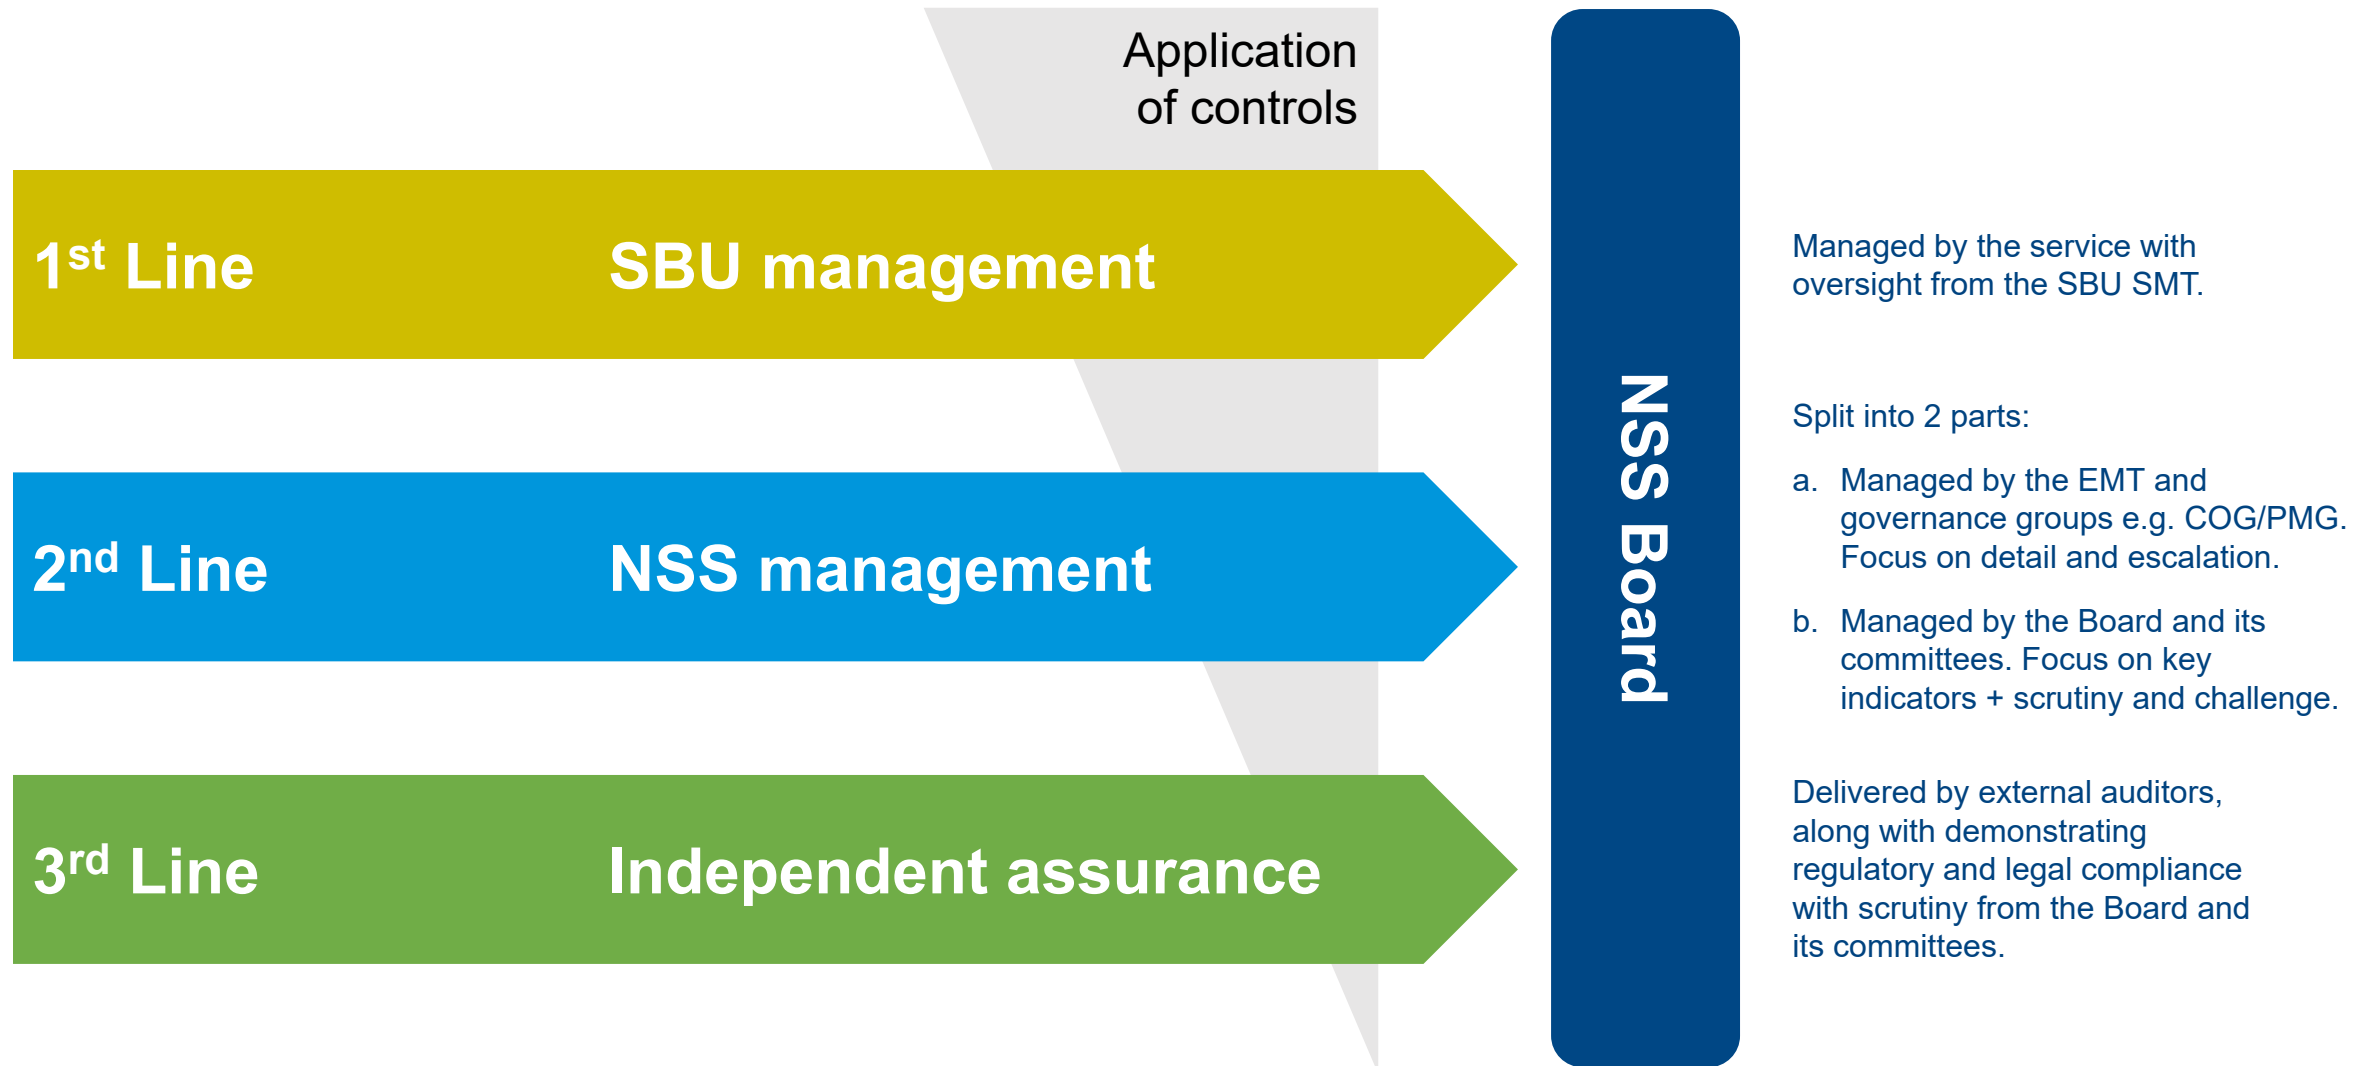 Application
of controls
1st Line
SBU management
Managed by the service with
oversight from the SBU SMT.
2nd Line
NSS management
Split into 2 parts:
a. Managed by the EMT and
governance groups e.g. COG/PMG.
Focus on detail and escalation.
b. Managed by the Board and its
committees. Focus on key
indicators + scrutiny and challenge.
3rd Line
Independent assurance
Delivered by external auditors,
along with demonstrating
regulatory and legal compliance
with scrutiny from the Board and
its committees.
NSS Board